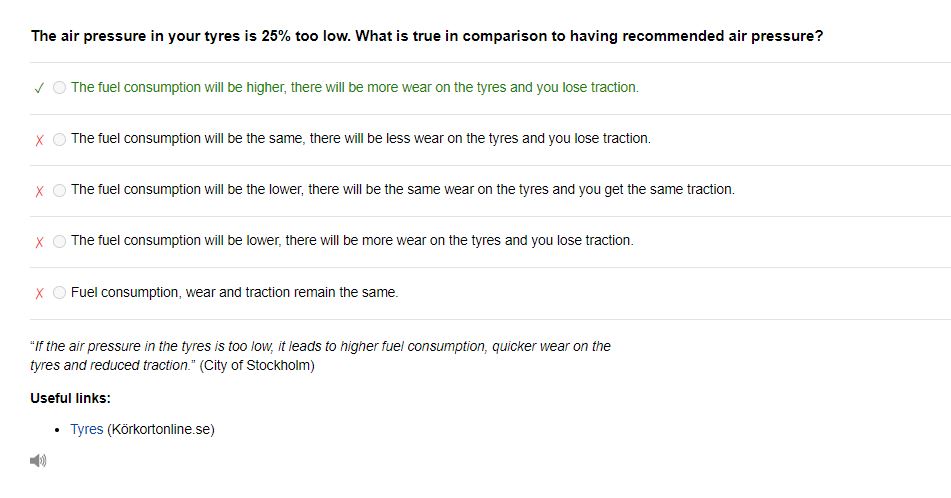 The air pressure in your tyres is 25% too low. What is true in comparison to having recommended air pressure?
✓ The fuel consumption will be higher, there will be more wear on the tyres and you lose traction.
X The fuel consumption will be the same, there will be less wear on the tyres and you lose traction.
X The fuel consumption will be the lower, there will be the same wear on the tyres and you get the same traction.
X The fuel consumption will be lower, there will be more wear on the tyres and you lose traction.
X Fuel consumption, wear and traction remain the same.
“If the air pressure in the tyres is too low, it leads to higher fuel consumption, quicker wear on the
tyres and reduced traction.” (City of Stockholm)
Useful links:
• Tyres (Körkortonline.se)